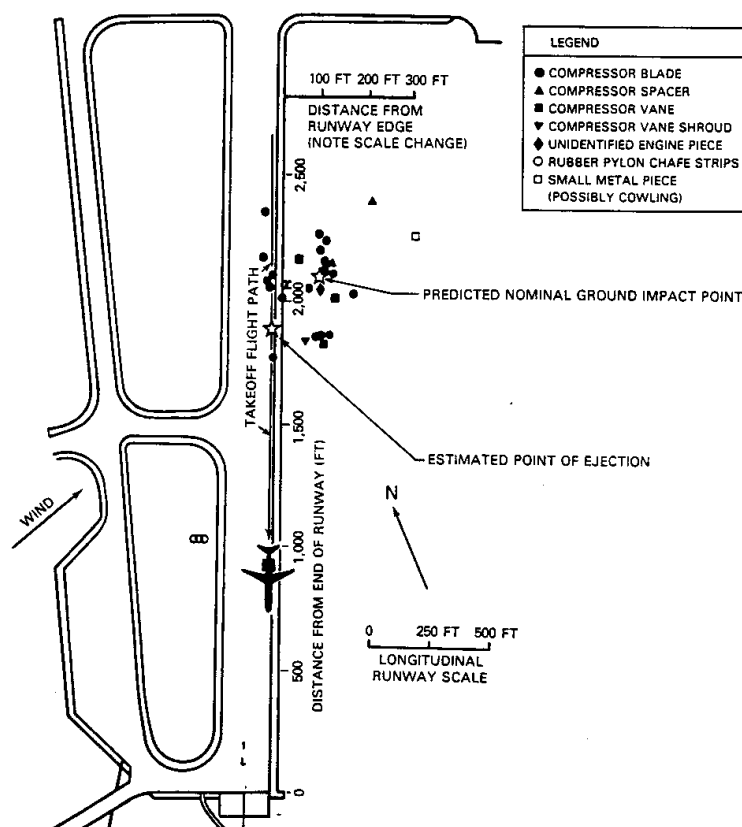 LEGEND
● COMPRESSOR BLADE
▲ COMPRESSOR SPACER
■ COMPRESSOR VANE
▼ COMPRESSOR VANE SHROUD
◆ UNIDENTIFIED ENGINE PIECE
○ RUBBER PYLON CHAFE STRIPS
□ SMALL METAL PIECE
(POSSIBLY COWLING)
100 FT 200 FT 300 FT
DISTANCE FROM
RUNWAY EDGE
(NOTE SCALE CHANGE)
2,500
2,000
1,500
1,000
500
0
PREDICTED NOMINAL GROUND IMPACT POINT
TAKEOFF FLIGHT PATH
ESTIMATED POINT OF EJECTION
DISTANCE FROM END OF RUNWAY (FT)
WIND
N
0 250 FT 500 FT
LONGITUDINAL
RUNWAY SCALE